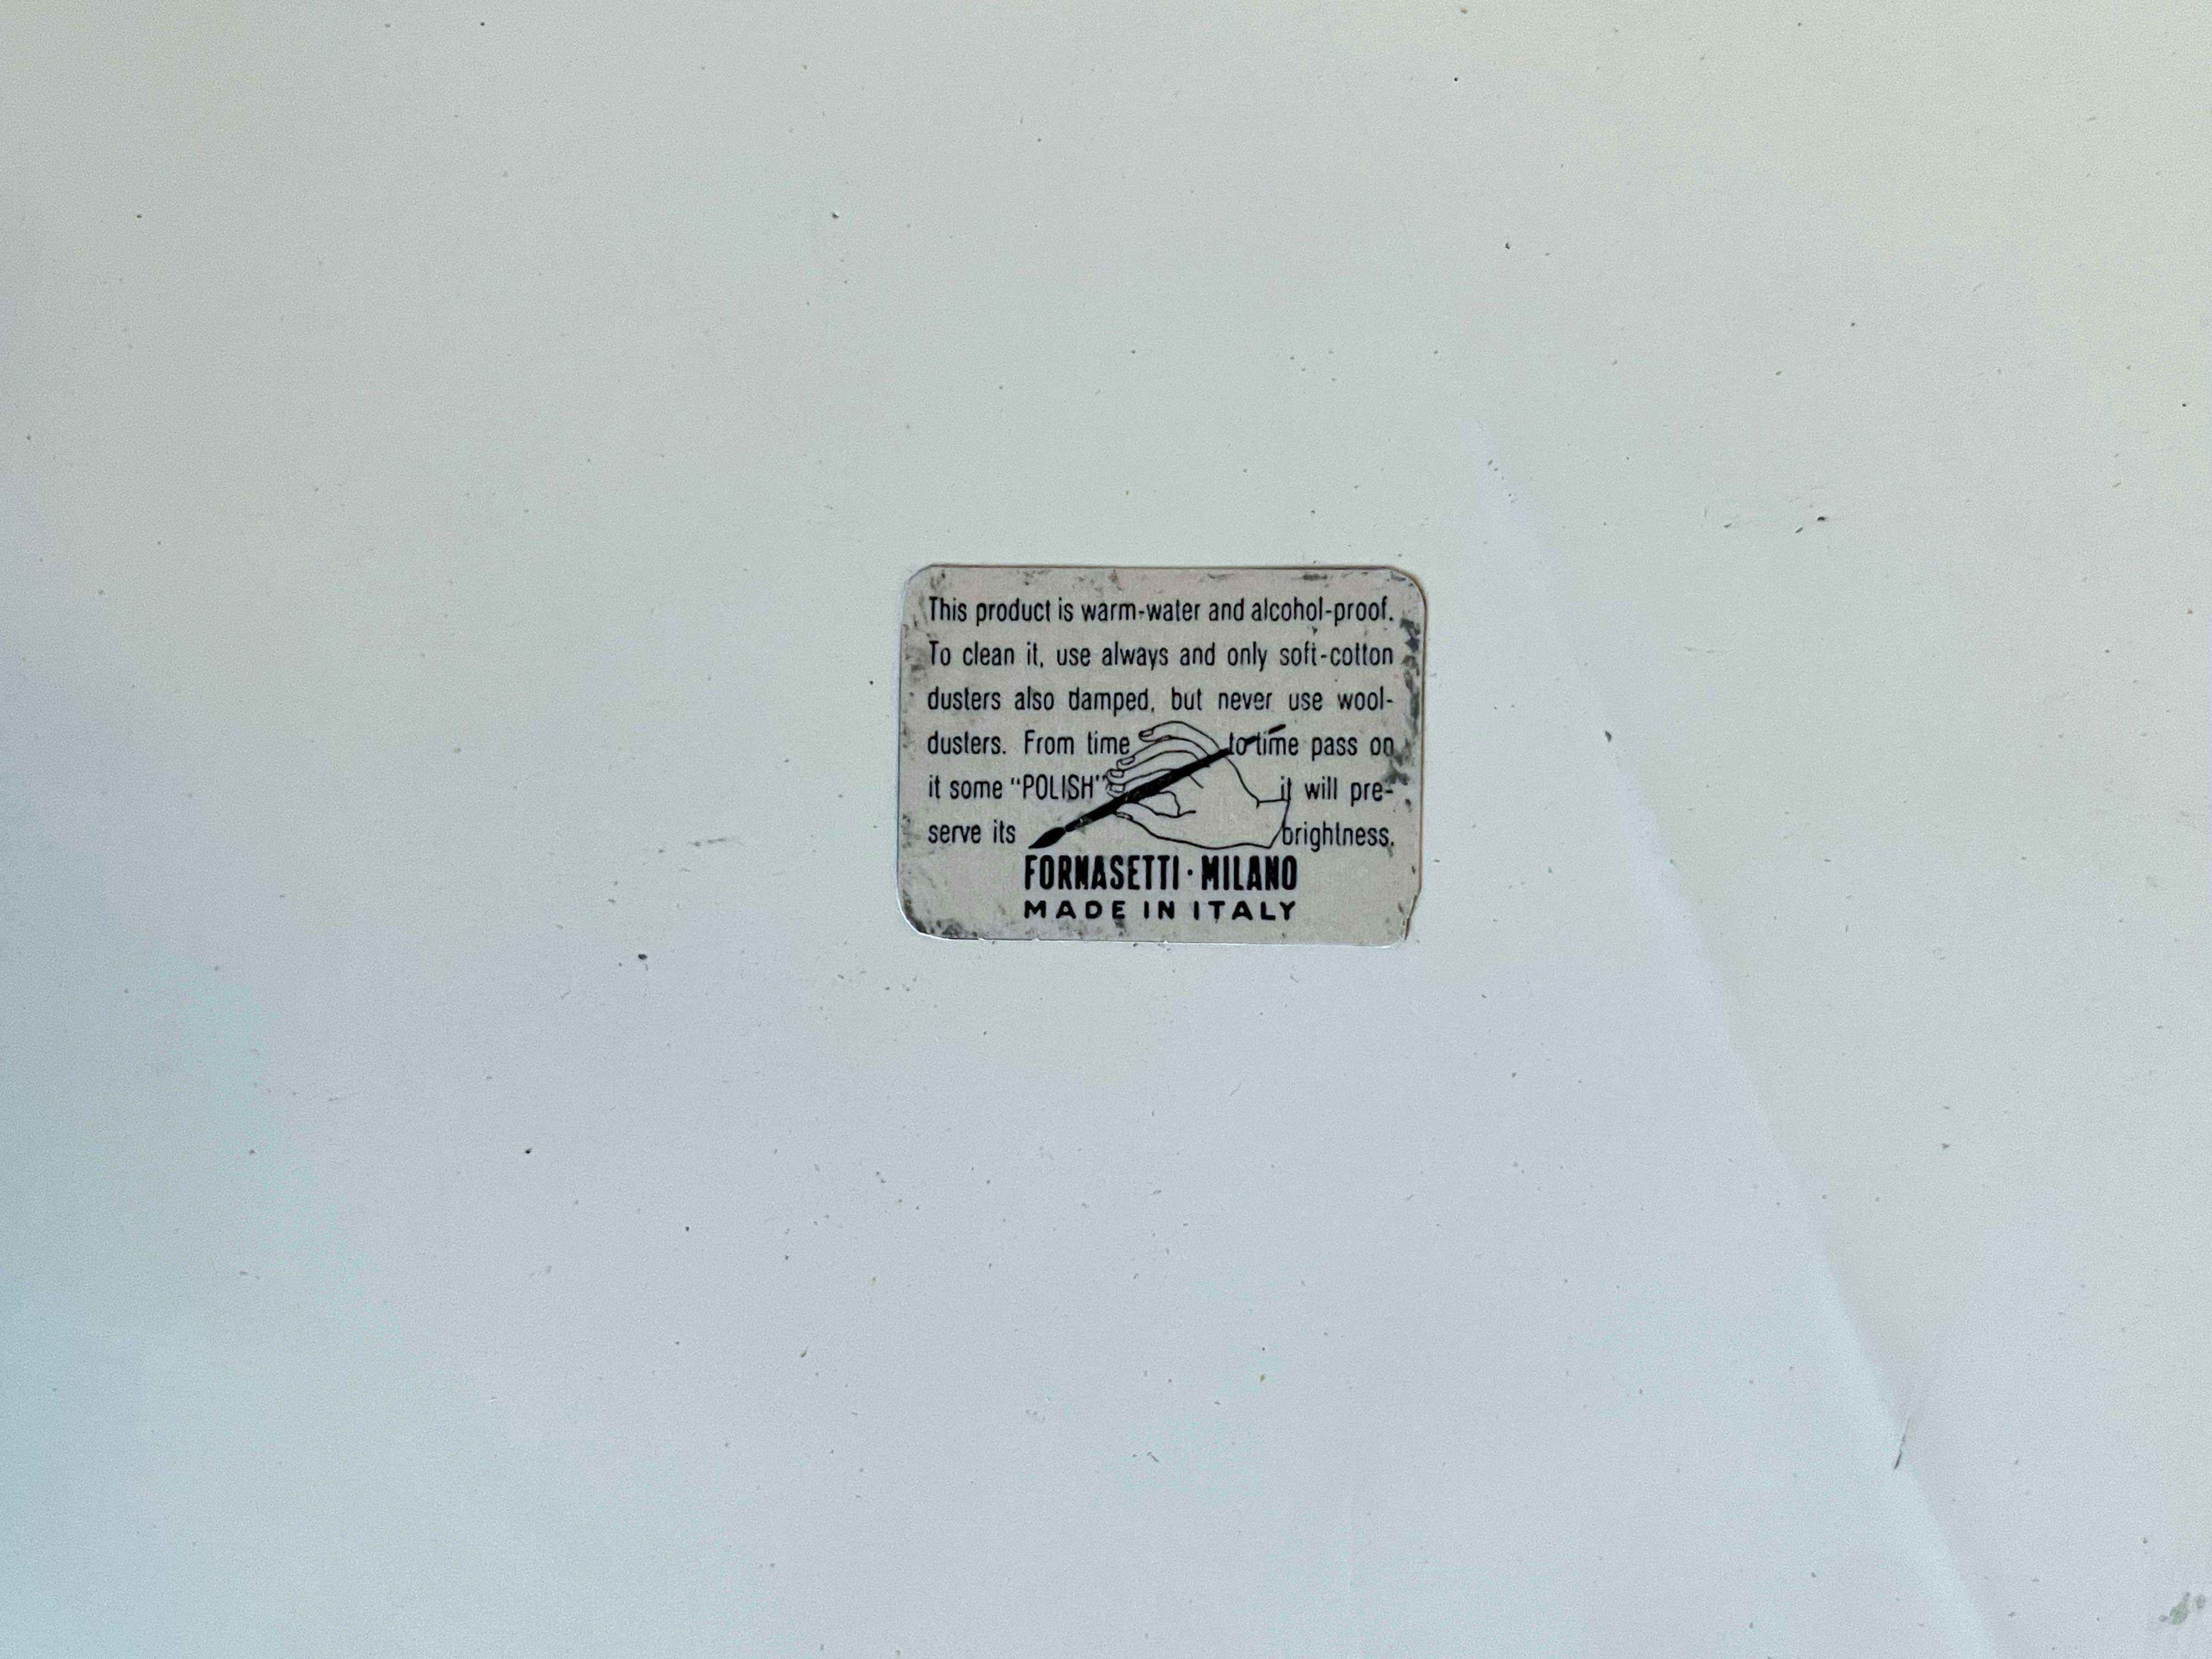 This product is warm-water and alcohol-proof.
To clean it, use always and only soft-cotton
dusters also damped, but never use wool-
dusters. From time to time pass on
it some "POLISH" it will pre-
serve its brightness.
FORNASETTI · MILANO
MADE IN ITALY